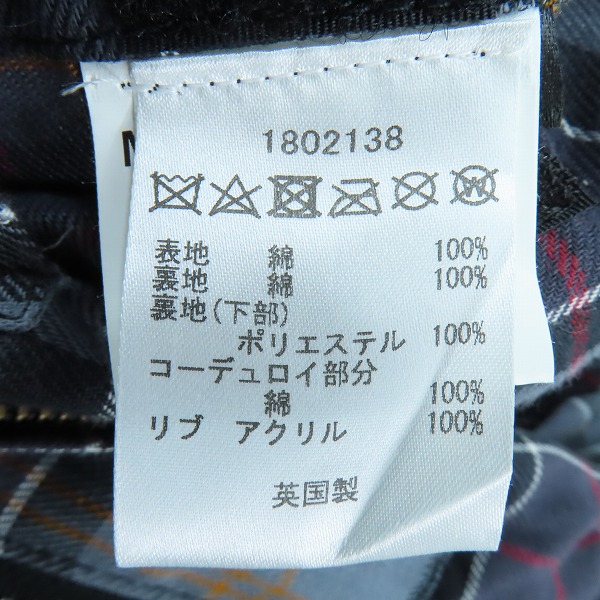 1802138
表地　綿　100%
裏地　綿　100%
裏地(下部)
ポリエステル 100%
コーデュロイ部分
綿　100%
リブ　アクリル　100%
英国製